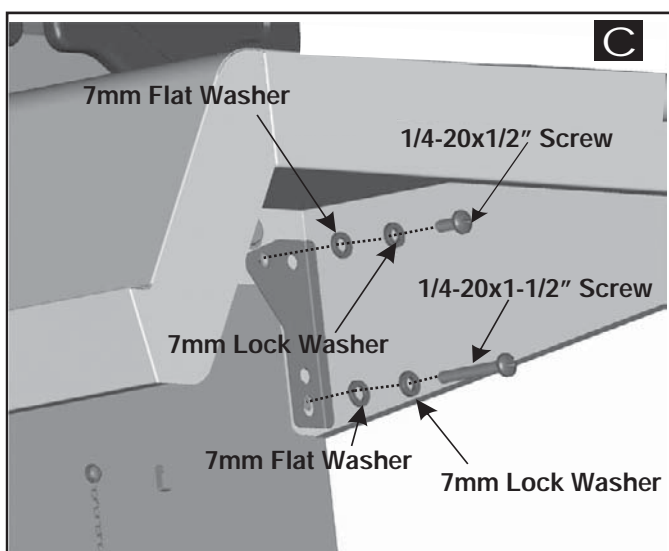 C
7mm Flat Washer
1/4-20x1/2” Screw
1/4-20x1-1/2” Screw
7mm Lock Washer
7mm Flat Washer
7mm Lock Washer